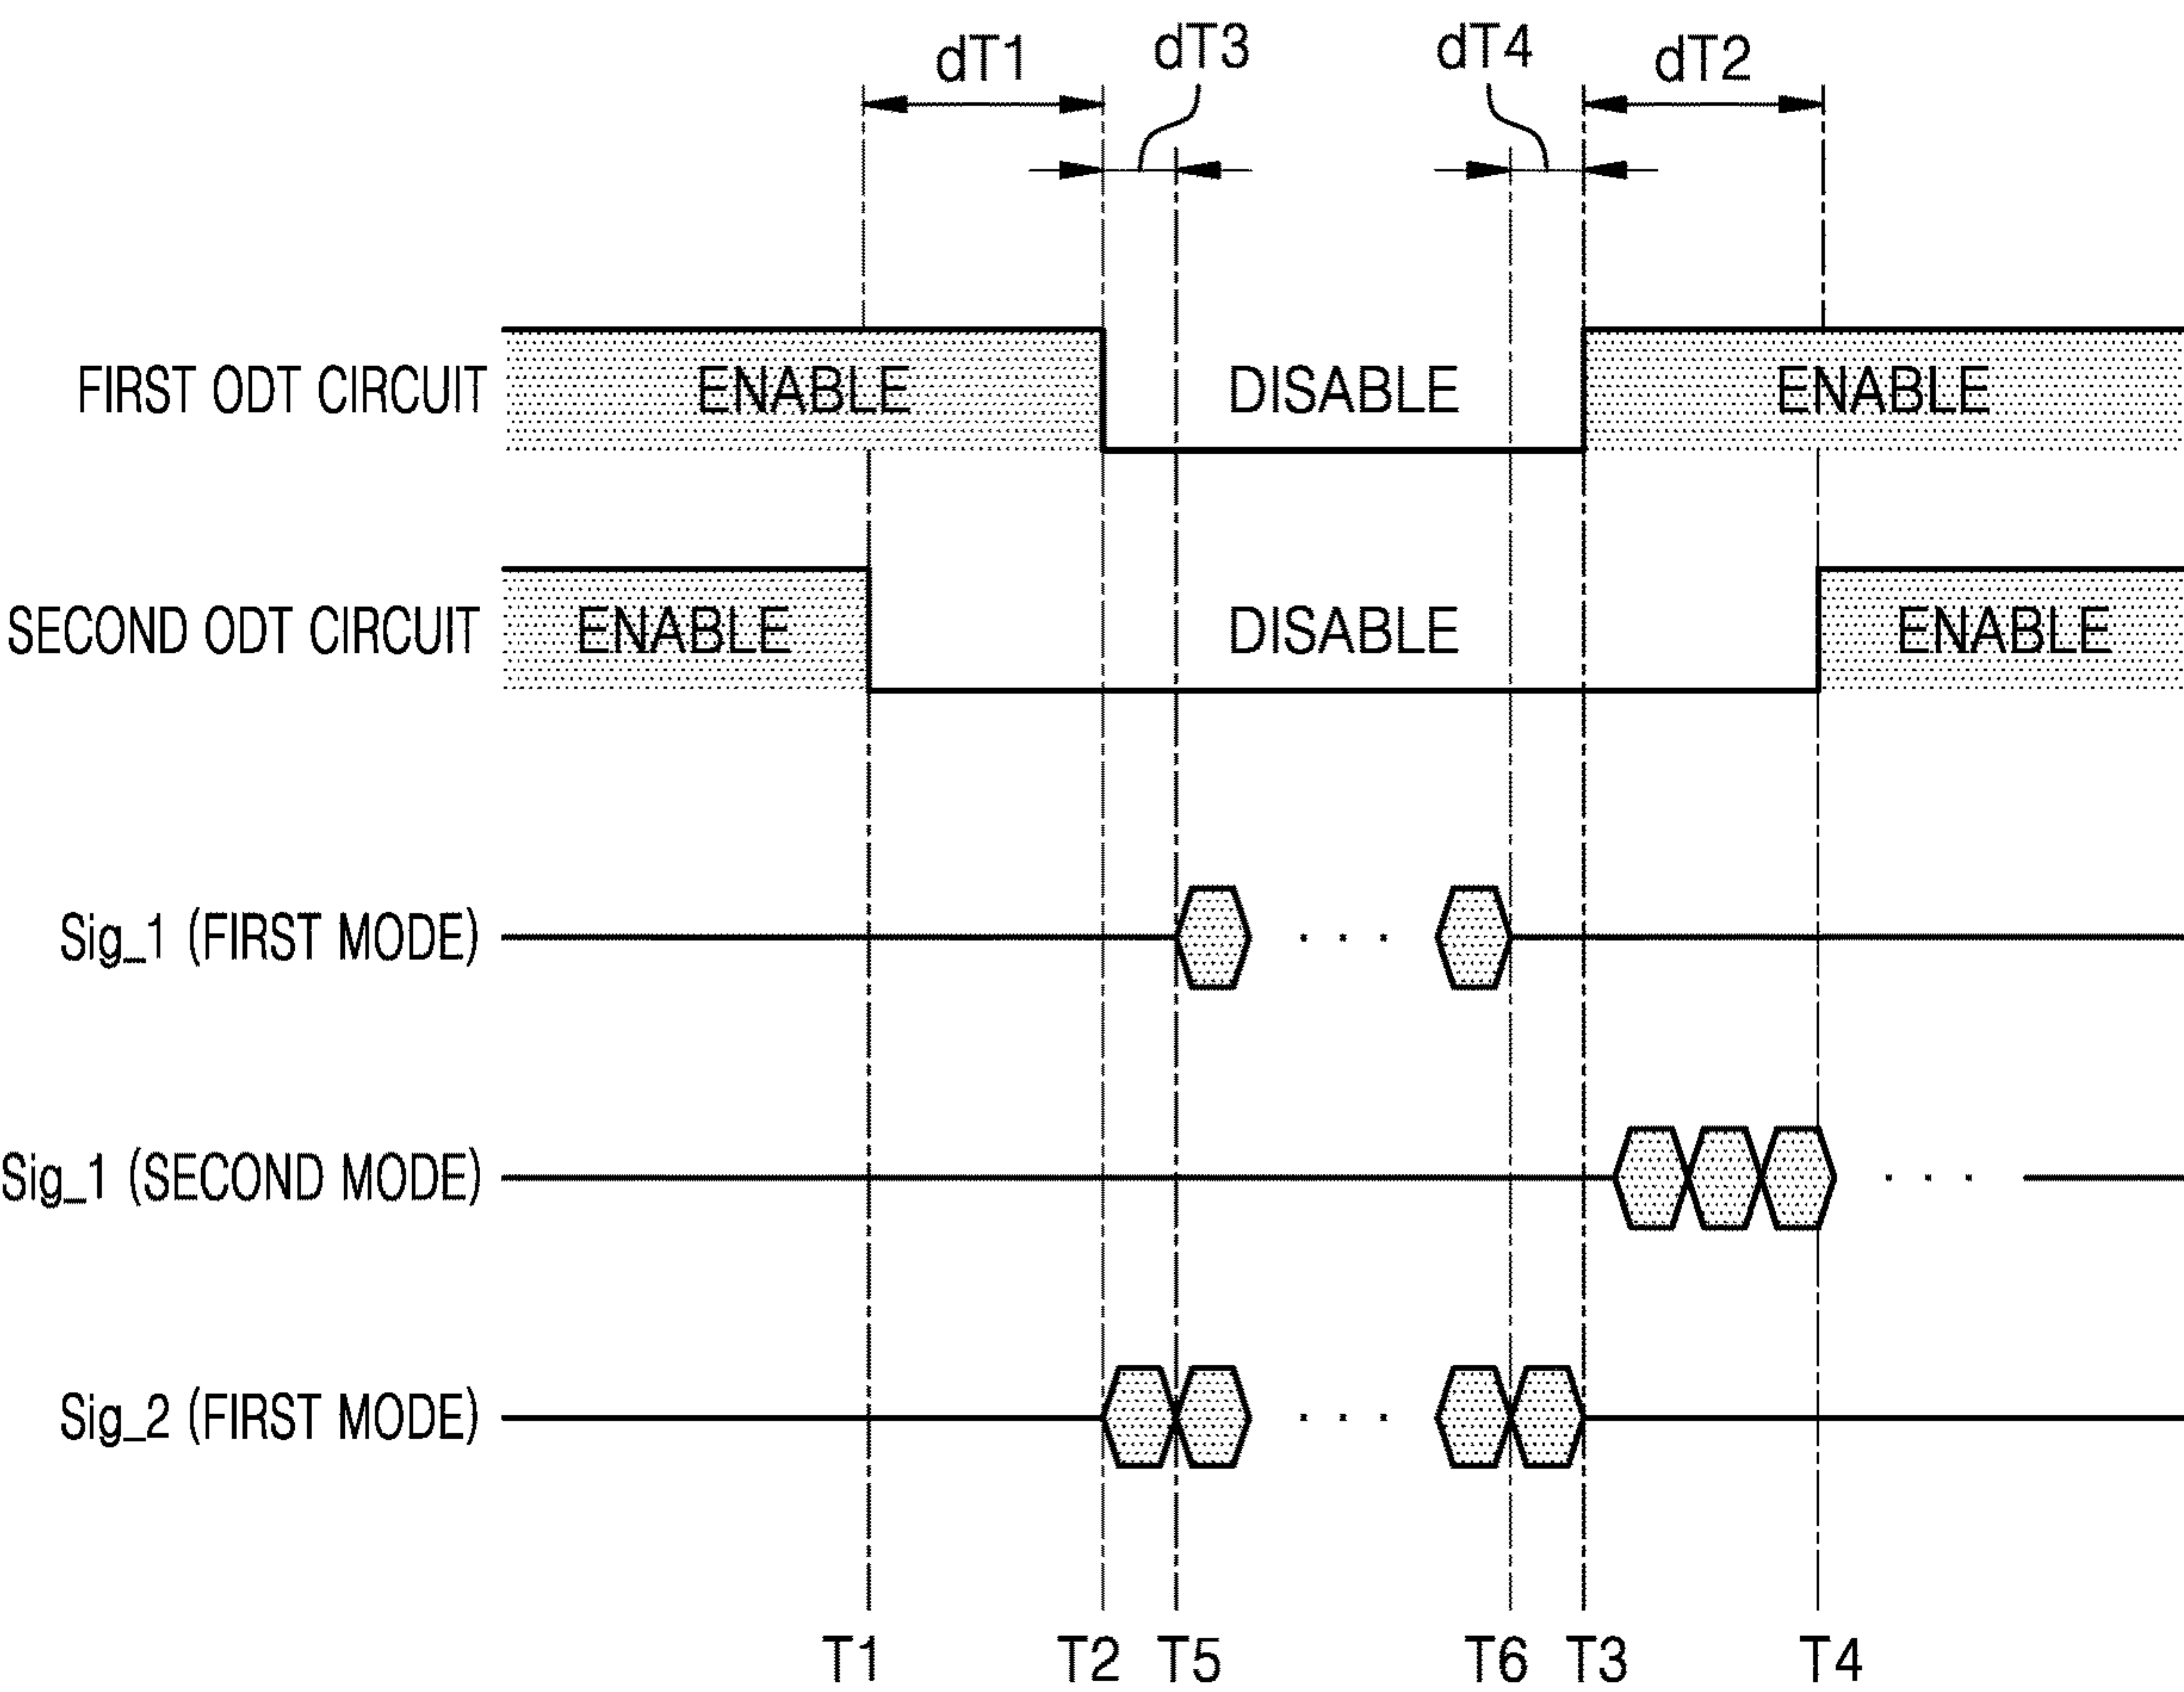 dT1 dT3 dT4 dT2
FIRST ODT CIRCUIT ENABLE DISABLE ENABLE
SECOND ODT CIRCUIT ENABLE DISABLE ENABLE
Sig_1 (FIRST MODE) . . .
Sig_1 (SECOND MODE) . . .
Sig_2 (FIRST MODE) . . .
T1 T2 T5 T6 T3 T4